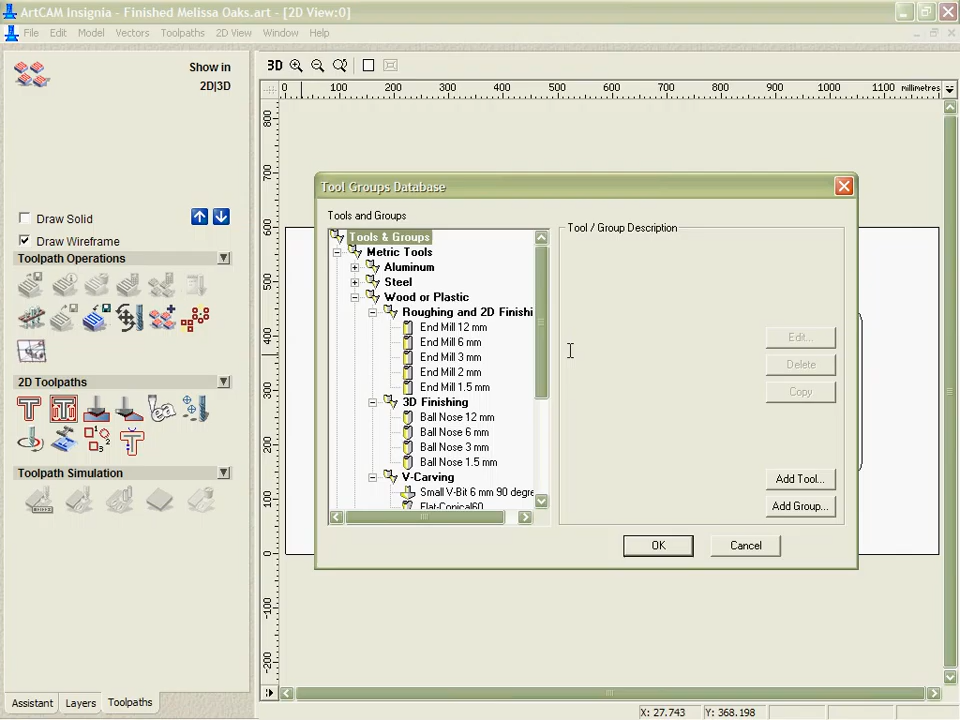 ArtCAM Insignia - Finished Melissa Oaks.art - [2D View:0]
File Edit Model Vectors Toolpaths 2D View Window Help
Show in
2D|3D
3D
0 100 200 300 400 500 600 700 800 900 1000 1100 millimetres
800
700
600
500
400
300
200
100
0
-100
-200
Draw Solid
Draw Wireframe
Toolpath Operations
2D Toolpaths
Toolpath Simulation
Assistant Layers Toolpaths
Tool Groups Database
Tools and Groups
Tools & Groups
Metric Tools
Aluminum
Steel
Wood or Plastic
Roughing and 2D Finishi
End Mill 12 mm
End Mill 6 mm
End Mill 3 mm
End Mill 2 mm
End Mill 1.5 mm
3D Finishing
Ball Nose 12 mm
Ball Nose 6 mm
Ball Nose 3 mm
Ball Nose 1.5 mm
V-Carving
Small V-Bit 6 mm 90 degre
Flat-Conical60
Tool / Group Description
Edit...
Delete
Copy
Add Tool...
Add Group...
OK Cancel
X: 27.743 Y: 368.198